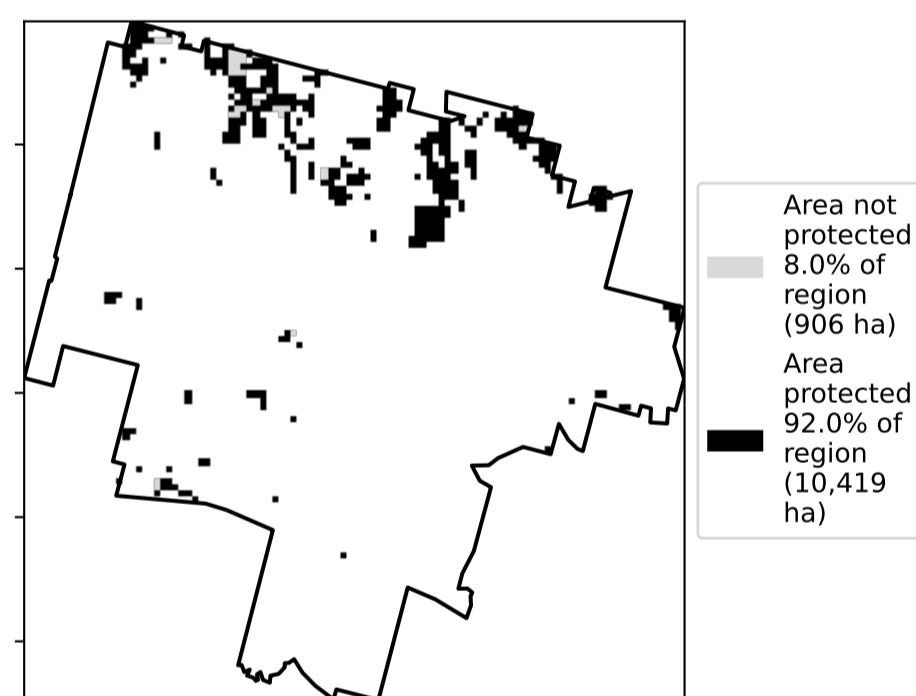 Area not
protected
8.0% of
region
(906 ha)
Area
protected
92.0% of
region
(10,419
ha)